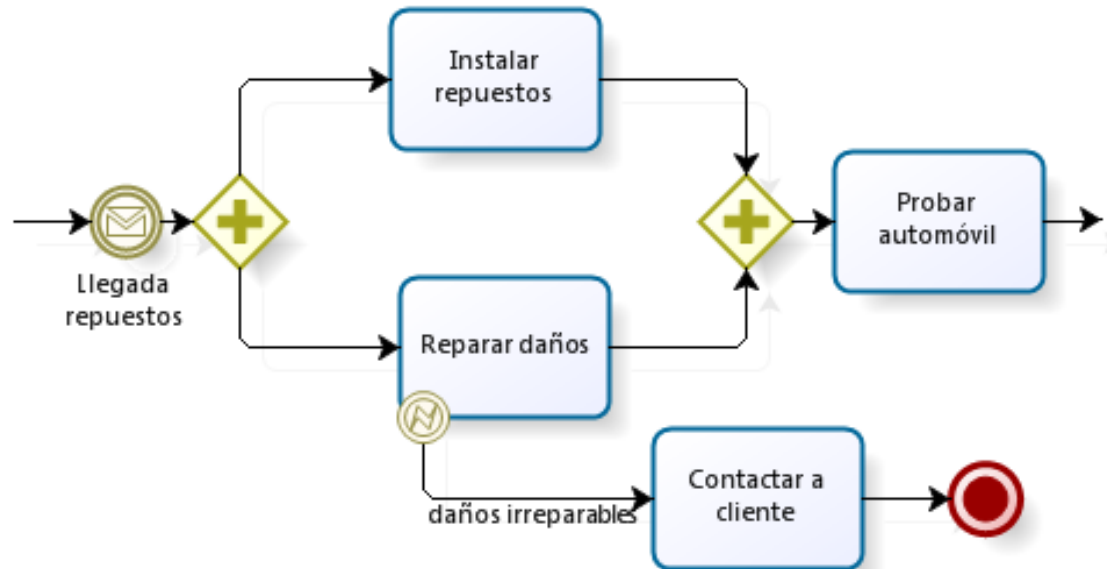 Instalar
repuestos
Llegada
repuestos
Probar
automóvil
Reparar daños
daños irreparables
Contactar a
cliente